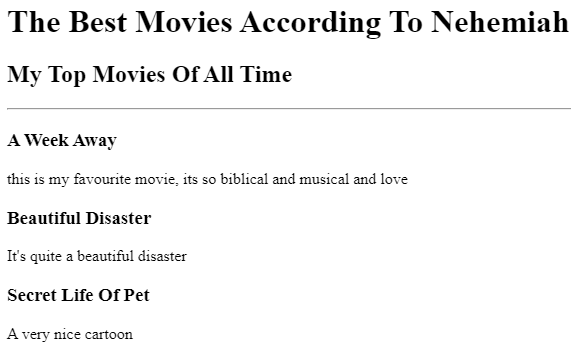 The Best Movies According To Nehemiah
My Top Movies Of All Time
A Week Away
this is my favourite movie, its so biblical and musical and love
Beautiful Disaster
It's quite a beautiful disaster
Secret Life Of Pet
A very nice cartoon